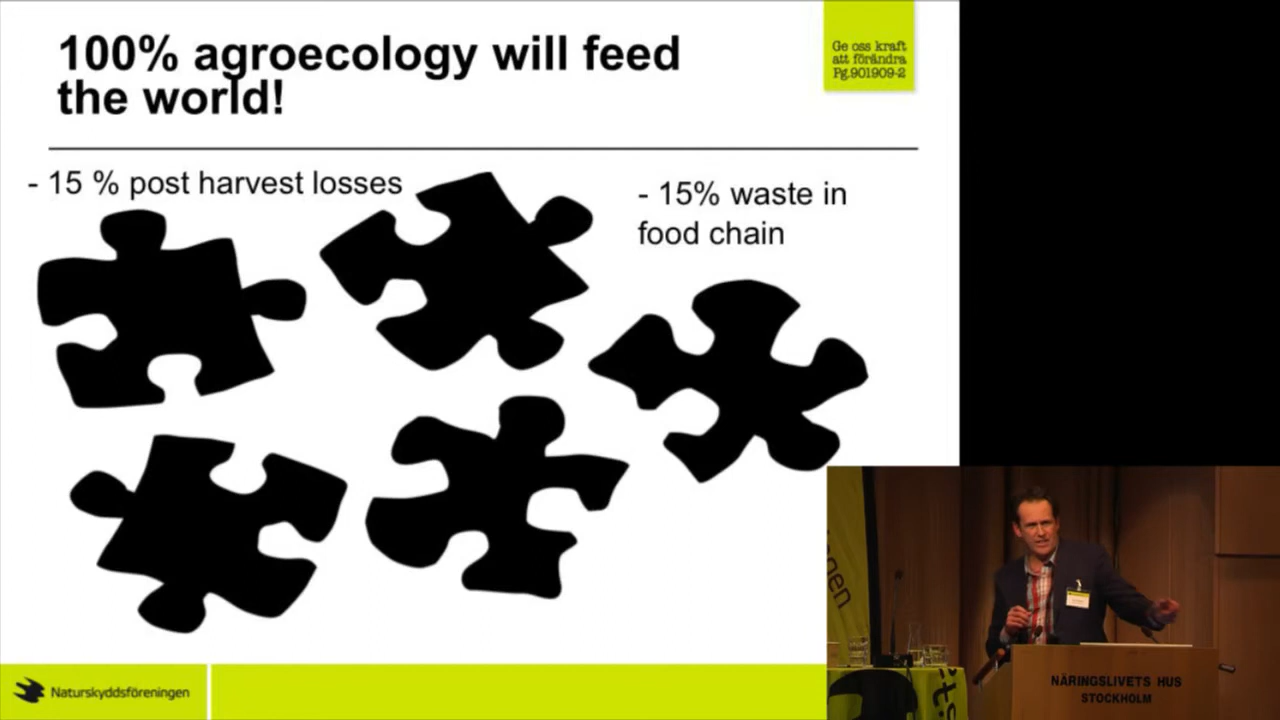 100% agroecology will feed
the world!
Ge oss kraft
att förändra
Pg.901909-2
- 15 % post harvest losses
- 15% waste in
food chain
Naturskyddsföreningen
NÄRINGSLIVETS HUS
STOCKHOLM